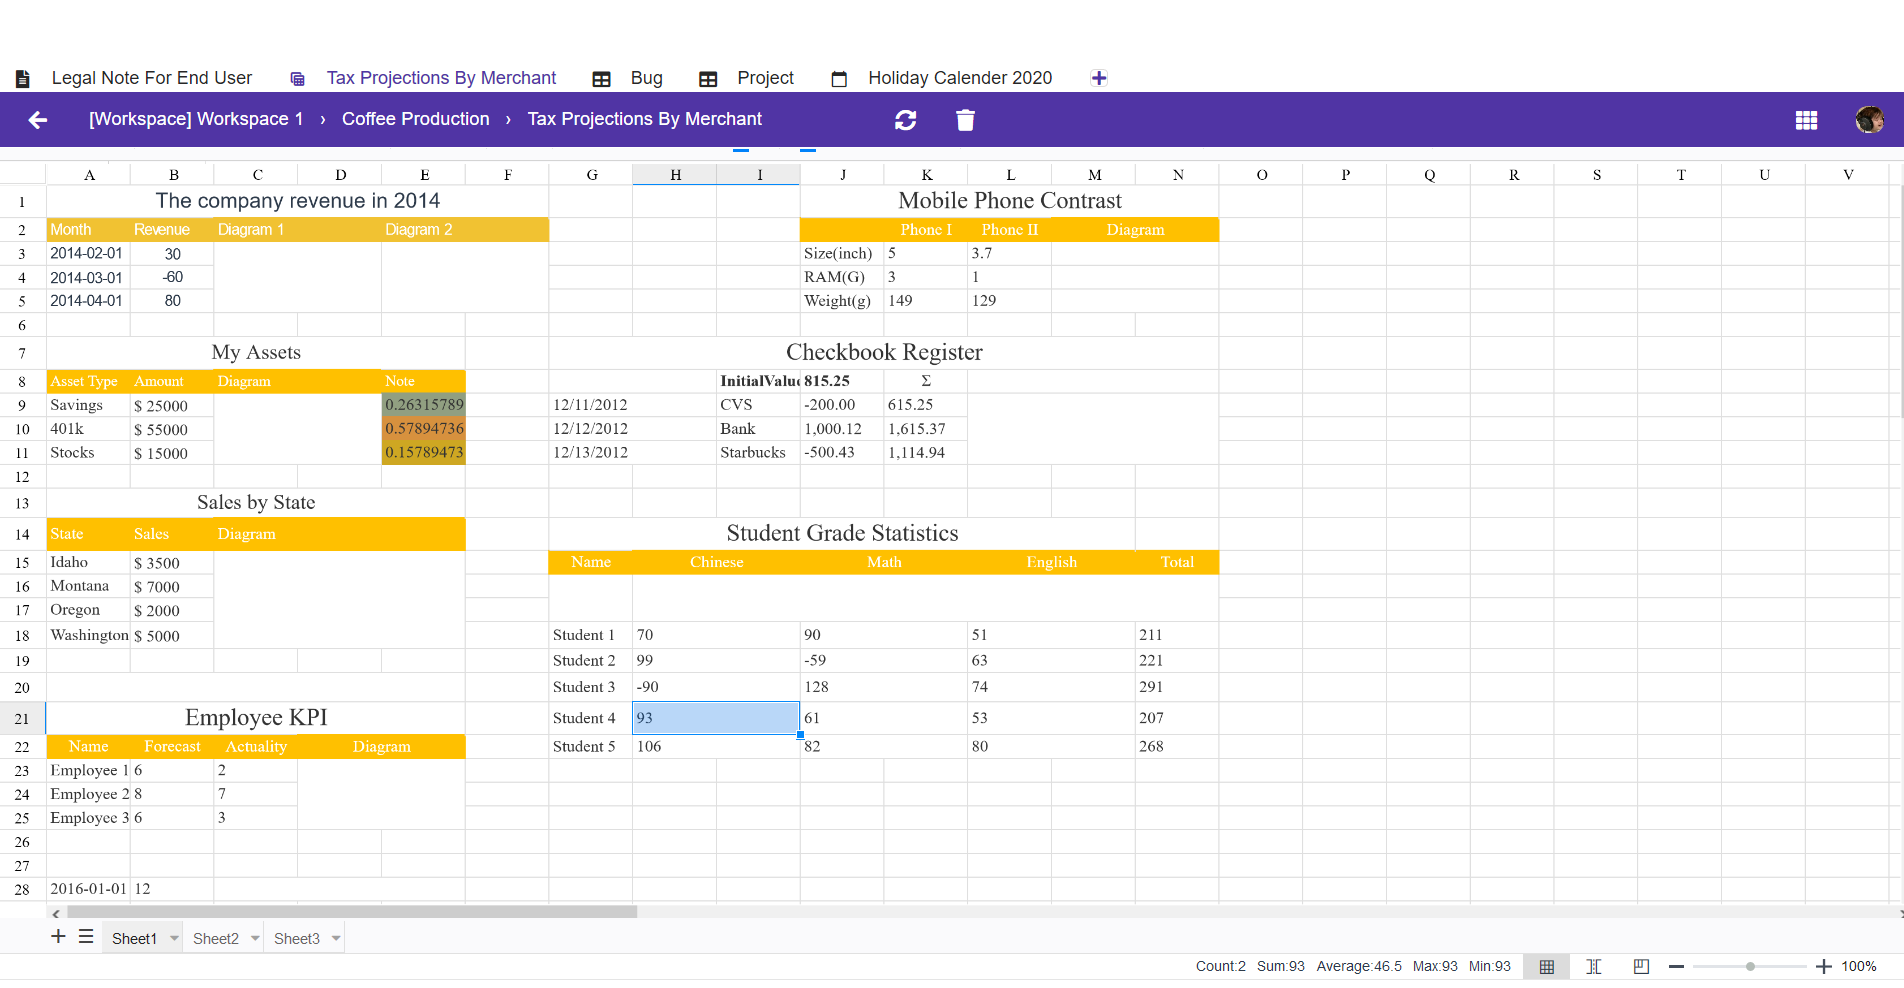 Legal Note For End User Tax Projections By Merchant Bug Project Holiday Calender 2020
[Workspace] Workspace 1 › Coffee Production › Tax Projections By Merchant
A B C D E F G H I J K L M N O P Q R S T U V
1 The company revenue in 2014 Mobile Phone Contrast
2 Month Revenue Diagram 1 Diagram 2 Phone I Phone II Diagram
3 2014-02-01 30 Size(inch) 5 3.7
4 2014-03-01 -60 RAM(G) 3 1
5 2014-04-01 80 Weight(g) 149 129
6
7 My Assets Checkbook Register
8 Asset Type Amount Diagram Note InitialValue 815.25 Σ
9 Savings $ 25000 0.26315789 12/11/2012 CVS -200.00 615.25
10 401k $ 55000 0.57894736 12/12/2012 Bank 1,000.12 1,615.37
11 Stocks $ 15000 0.15789473 12/13/2012 Starbucks -500.43 1,114.94
12
13 Sales by State
14 State Sales Diagram Student Grade Statistics
15 Idaho $ 3500 Name Chinese Math English Total
16 Montana $ 7000
17 Oregon $ 2000
18 Washington $ 5000 Student 1 70 90 51 211
19 Student 2 99 -59 63 221
20 Student 3 -90 128 74 291
21 Employee KPI Student 4 93 61 53 207
22 Name Forecast Actuality Diagram Student 5 106 82 80 268
23 Employee 1 6 2
24 Employee 2 8 7
25 Employee 3 6 3
26
27
28 2016-01-01 12
Sheet1 Sheet2 Sheet3
Count:2 Sum:93 Average:46.5 Max:93 Min:93 100%